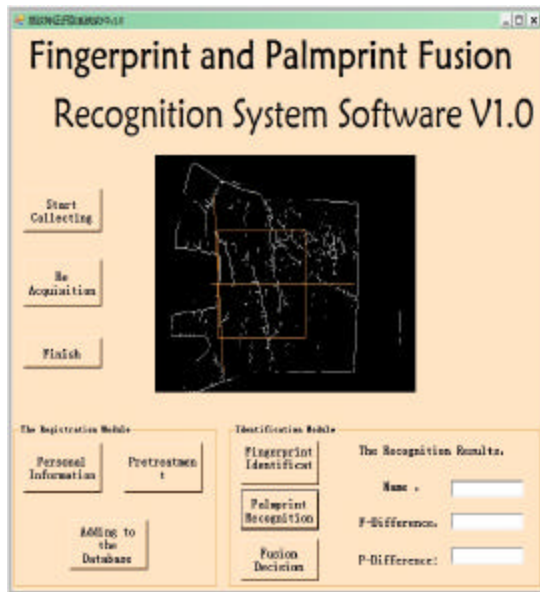 Fingerprint and Palmprint Fusion
Recognition System Software V1.0
Start
Collecting
Re
Acquisition
Finish
The Registration Module
Personal
Information
Pretreatmen
t
Adding to
the
Database
Identification Module
Fingerprint
Identificat
Palmprint
Recognition
Fusion
Decision
The Recognition Results.
Name .
F-Difference.
P-Difference: